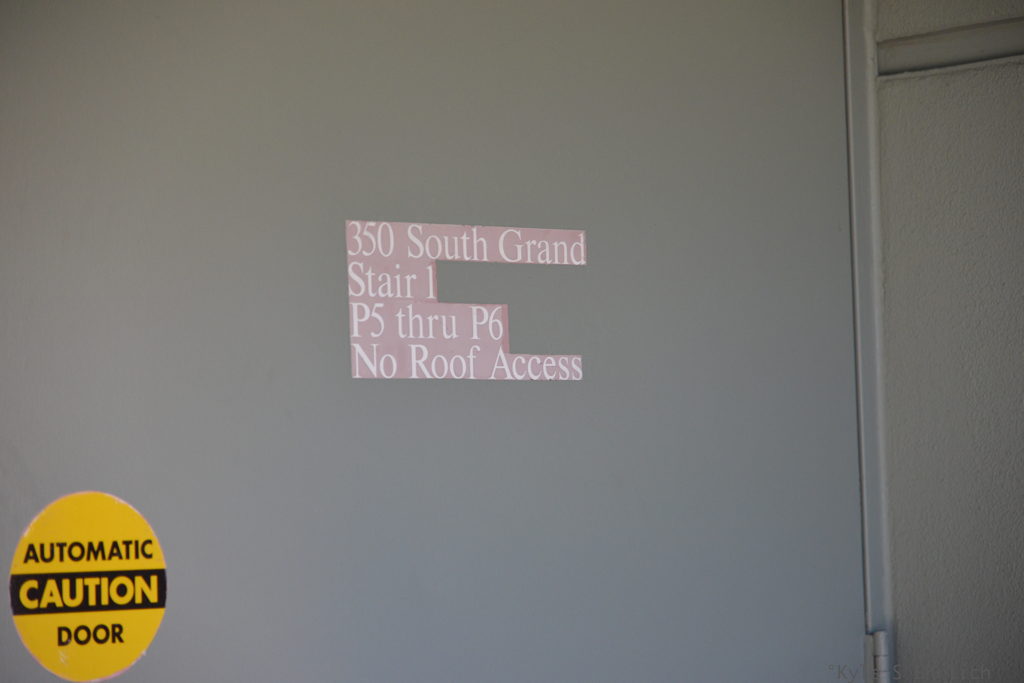 350 South Grand
Stair 1
P5 thru P6
No Roof Access
AUTOMATIC
CAUTION
DOOR